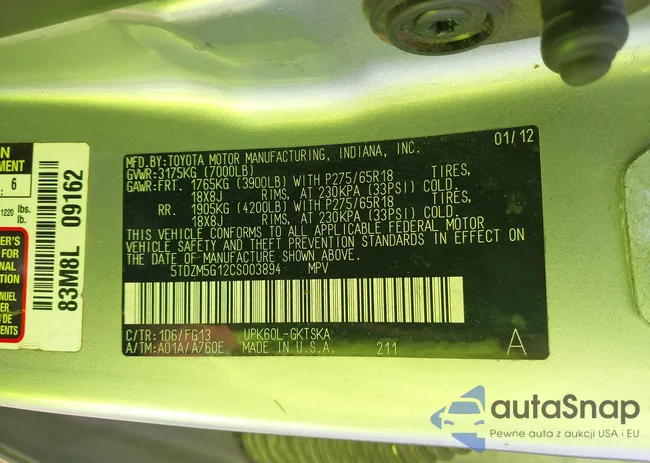 MFD.BY:TOYOTA MOTOR MANUFACTURING, INDIANA, INC. 01/12
GVWR:3175KG (7000LB)
GAWR:FRT. 1765KG (3900LB) WITH P275/65R18 TIRES,
18X8J RIMS, AT 230KPA (33PSI) COLD.
RR. 1905KG (4200LB) WITH P275/65R18 TIRES,
18X8J RIMS, AT 230KPA (33PSI) COLD.
THIS VEHICLE CONFORMS TO ALL APPLICABLE FEDERAL MOTOR
VEHICLE SAFETY AND THEFT PREVENTION STANDARDS IN EFFECT ON
THE DATE OF MANUFACTURE SHOWN ABOVE.
5TDZM5G12CS003894 MPV
C/TR:1D6/FG13 UPK60L-GKTSKA
A/TM:A01A/A760E MADE IN U.S.A. 211 A
83M8L 09162
6
1220 lbs.
lb.
autaSnap
Pewne auta z aukcji USA i EU